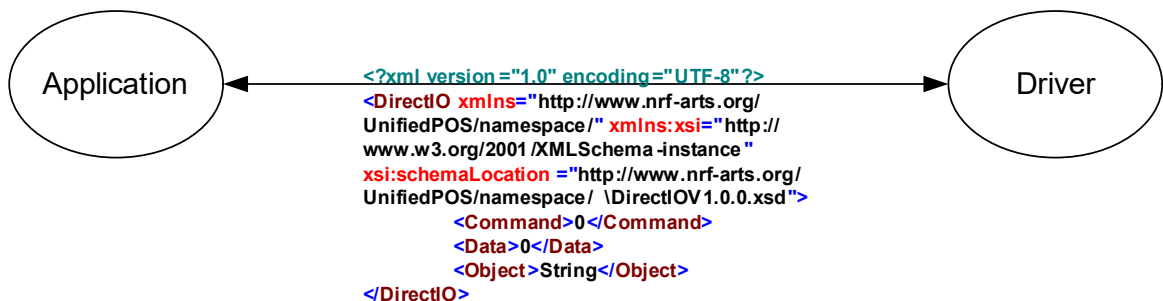 Application
<?xml version ="1.0" encoding="UTF-8"?>
<DirectIO xmlns="http://www.nrf-arts.org/
UnifiedPOS/namespace/" xmlns:xsi="http://
www.w3.org/2001/XMLSchema-instance"
xsi:schemaLocation ="http://www.nrf-arts.org/
UnifiedPOS/namespace/ \DirectIOV1.0.0.xsd">
<Command>0</Command>
<Data>0</Data>
<Object>String</Object>
</DirectIO>
Driver